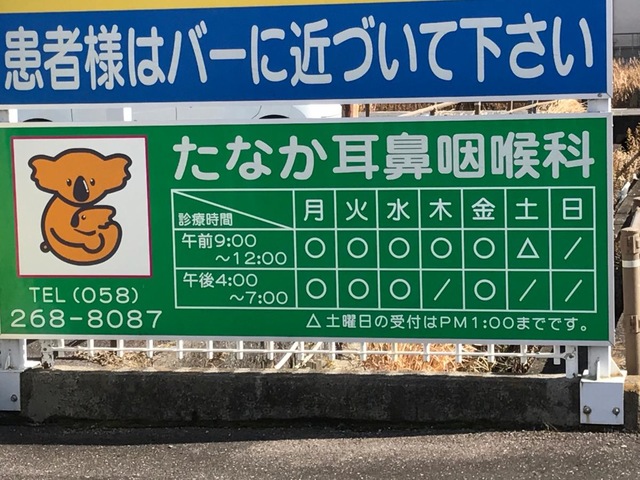 患者様はバーに近づいて下さい
たなか耳鼻咽喉科
診療時間 月 火 水 木 金 土 日
午前9:00
～12:00 ○ ○ ○ ○ ○ △ ／
午後4:00
～7:00 ○ ○ ○ ／ ○ ／ ／
TEL(058)
268-8087
△土曜日の受付はPM1:00までです。